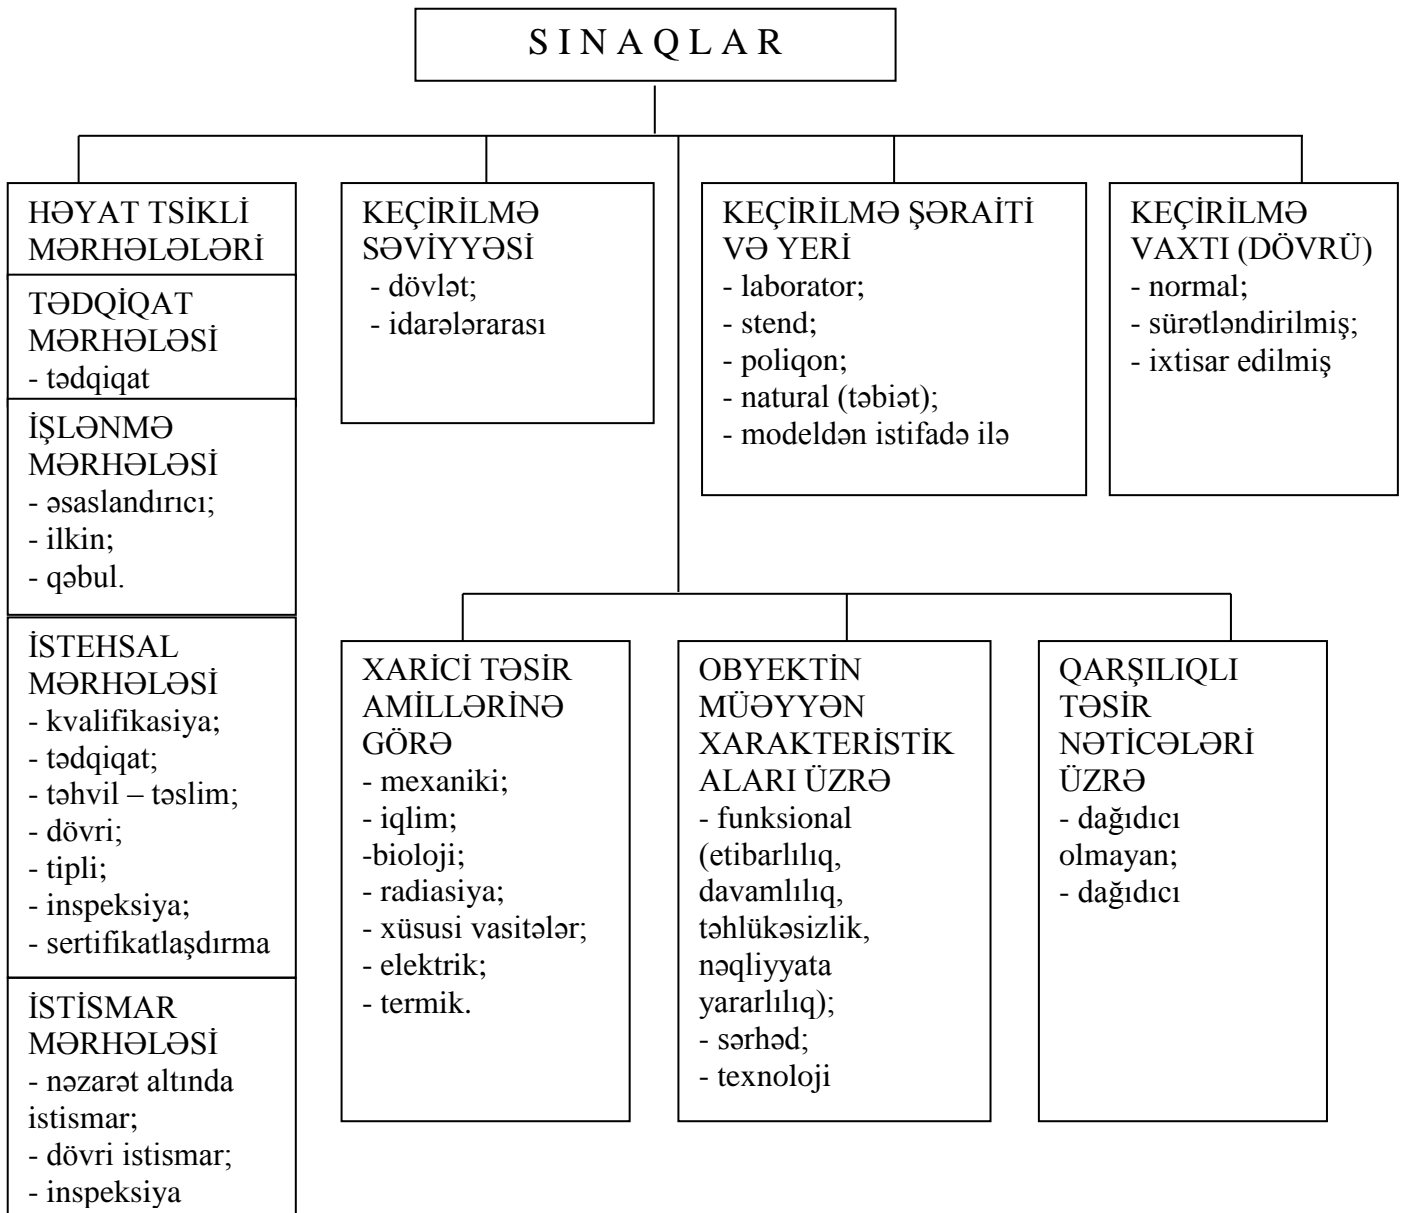 S I N A Q L A R
HƏYAT TSİKLİ
MƏRHƏLƏLƏRİ
TƏDQİQAT
MƏRHƏLƏSİ
- tədqiqat
İŞLƏNMƏ
MƏRHƏLƏSİ
- əsaslandırıcı;
- ilkin;
- qəbul.
İSTEHSAL
MƏRHƏLƏSİ
- kvalifikasiya;
- tədqiqat;
- təhvil – təslim;
- dövri;
- tipli;
- inspeksiya;
- sertifikatlaşdırma
İSTİSMAR
MƏRHƏLƏSİ
- nəzarət altında
istismar;
- dövri istismar;
- inspeksiya
KEÇİRİLMƏ
SƏVİYYƏSİ
- dövlət;
- idarələrarası
KEÇİRİLMƏ ŞƏRAİTİ
VƏ YERİ
- laborator;
- stend;
- poliqon;
- natural (təbiət);
- modeldən istifadə ilə
KEÇİRİLMƏ
VAXTI (DÖVRÜ)
- normal;
- sürətləndirilmiş;
- ixtisar edilmiş
XARİCİ TƏSİR
AMİLLƏRİNƏ
GÖRƏ
- mexaniki;
- iqlim;
-bioloji;
- radiasiya;
- xüsusi vasitələr;
- elektrik;
- termik.
OBYEKTİN
MÜƏYYƏN
XARAKTERİSTİK
ALARI ÜZRƏ
- funksional
(etibarlılıq,
davamlılıq,
təhlükəsizlik,
nəqliyyata
yararlılıq);
- sərhəd;
- texnoloji
QARŞILIQLI
TƏSİR
NƏTİCƏLƏRİ
ÜZRƏ
- dağıdıcı
olmayan;
- dağıdıcı